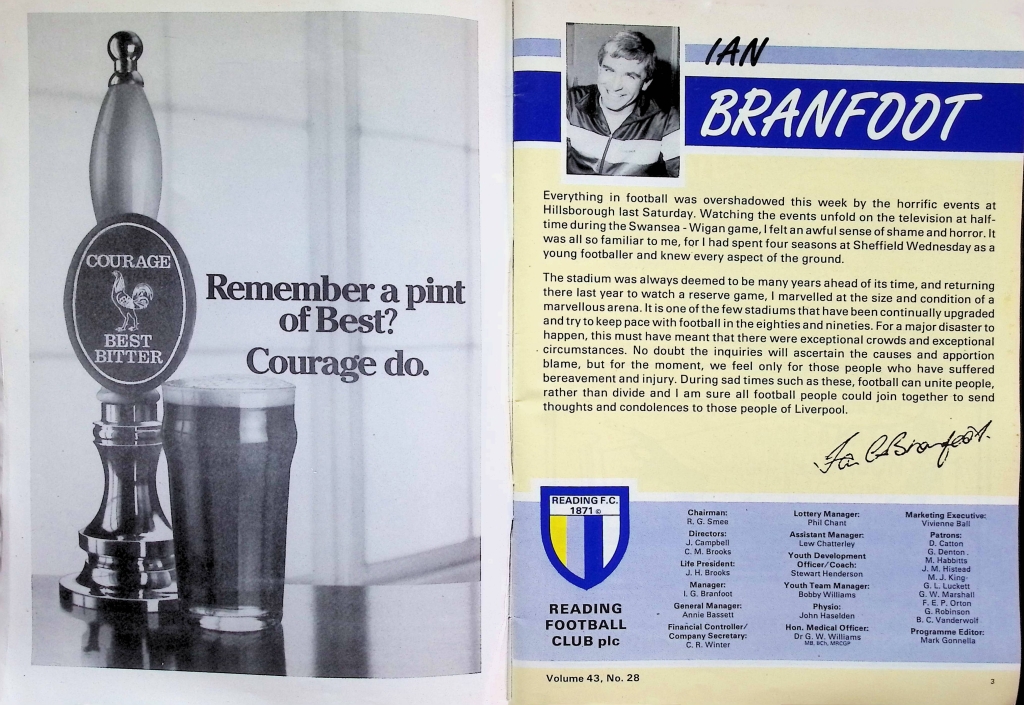 COURAGE
BEST
BITTER
Remember a pint
of Best?
Courage do.
IAN
BRANFOOT
Everything in football was overshadowed this week by the horrific events at
Hillsborough last Saturday. Watching the events unfold on the television at half-
time during the Swansea - Wigan game, I felt an awful sense of shame and horror. It
was all so familiar to me, for I had spent four seasons at Sheffield Wednesday as a
young footballer and knew every aspect of the ground.
The stadium was always deemed to be many years ahead of its time, and returning
there last year to watch a reserve game, I marvelled at the size and condition of a
marvellous arena. It is one of the few stadiums that have been continually upgraded
and try to keep pace with football in the eighties and nineties. For a major disaster to
happen, this must have meant that there were exceptional crowds and exceptional
circumstances. No doubt the inquiries will ascertain the causes and apportion
blame, but for the moment, we feel only for those people who have suffered
bereavement and injury. During sad times such as these, football can unite people,
rather than divide and I am sure all football people could join together to send
thoughts and condolences to those people of Liverpool.
Ian C Branfoot.
READING F.C.
1871 ©
READING
FOOTBALL
CLUB plc
Chairman:
R. G. Smee
Directors:
J. Campbell
C. M. Brooks
Life President:
J. H. Brooks
Manager:
I. G. Branfoot
General Manager:
Annie Bassett
Financial Controller/
Company Secretary:
C. R. Winter
Lottery Manager:
Phil Chant
Assistant Manager:
Lew Chatterley
Youth Development
Officer/Coach:
Stewart Henderson
Youth Team Manager:
Bobby Williams
Physio:
John Haselden
Hon. Medical Officer:
Dr G. W. Williams
MB, BCh, MRCGP
Marketing Executive:
Vivienne Ball
Patrons:
D. Catton
G. Denton
M. Habbitts
J. M. Histead
M. J. King
G. L. Luckett
G. W. Marshall
F. E. P. Orton
G. Robinson
B. C. Vanderwolf
Programme Editor:
Mark Gonnella
Volume 43, No. 28
3